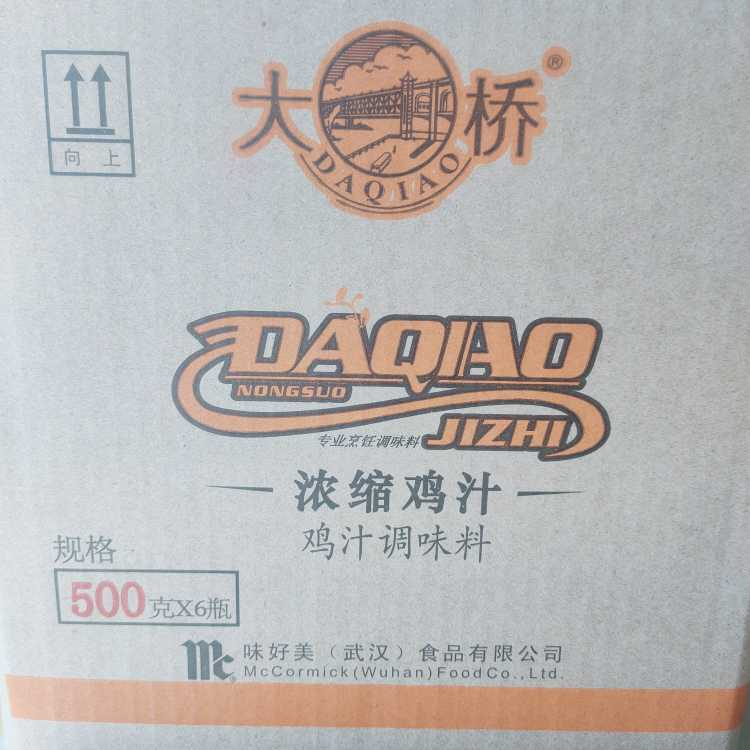 大桥®
DAQIAO
向上
DAQIAO
NONGSUO
JIZHI
专业烹饪调味料
浓缩鸡汁
鸡汁调味料
规格
500克X6瓶
mc 味好美（武汉）食品有限公司
McCormick(Wuhan)FoodCo.,Ltd.